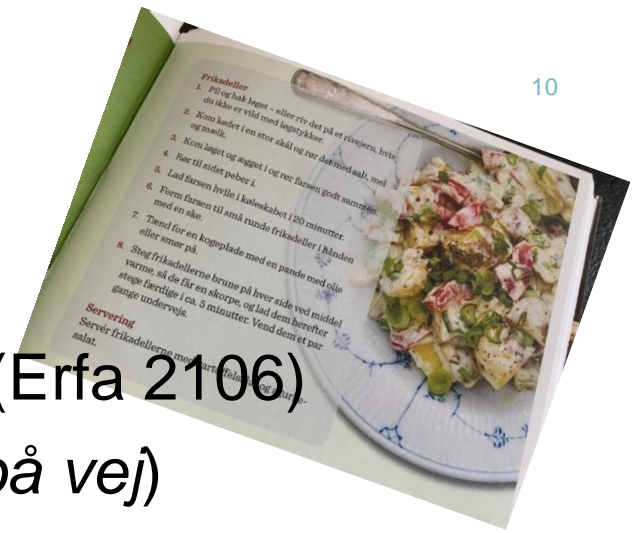 10
Frikadeller
1. Pil og hak løget – eller riv det på et rivejern, hvis
du ikke er vild med løgstykker.
2. Kom kødet i en stor skål og rør det med salt, mel
og mælk.
3. Kom løget og ægget i og rør farsen godt sammen.
4. Rør til sidst peber i.
5. Lad farsen hvile i køleskabet i 20 minutter.
6. Form farsen til små runde frikadeller i hånden
med en ske.
7. Tænd for en kogeplade med en pande med olie
eller smør på.
8. Steg frikadellerne brune på hver side ved middel
varme, så de får en skorpe, og lad dem herefter
stege færdige i ca. 5 minutter. Vend dem et par
gange undervejs.
Servering
Servér frikadellerne med og
salat.
(Erfa 2106)
på vej)